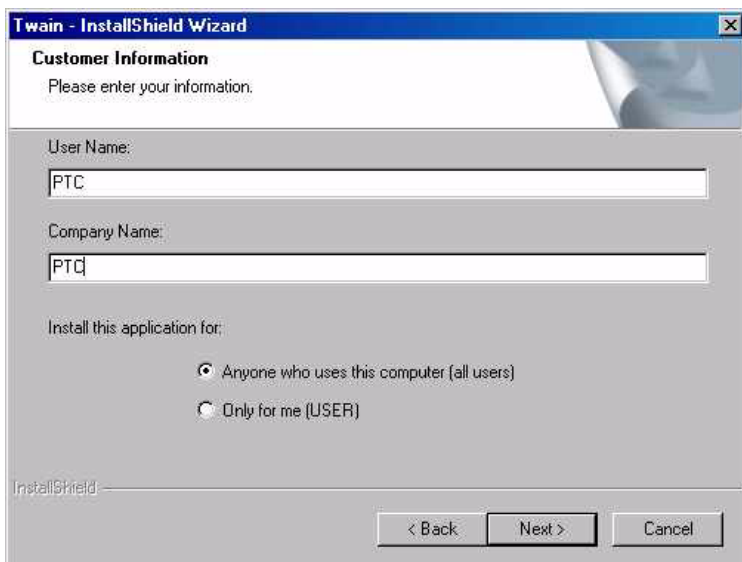 Twain - InstallShield Wizard
Customer Information
Please enter your information.
User Name:
PTC
Company Name:
PTC
Install this application for:
Anyone who uses this computer (all users)
Only for me (USER)
InstallShield
< Back Next > Cancel